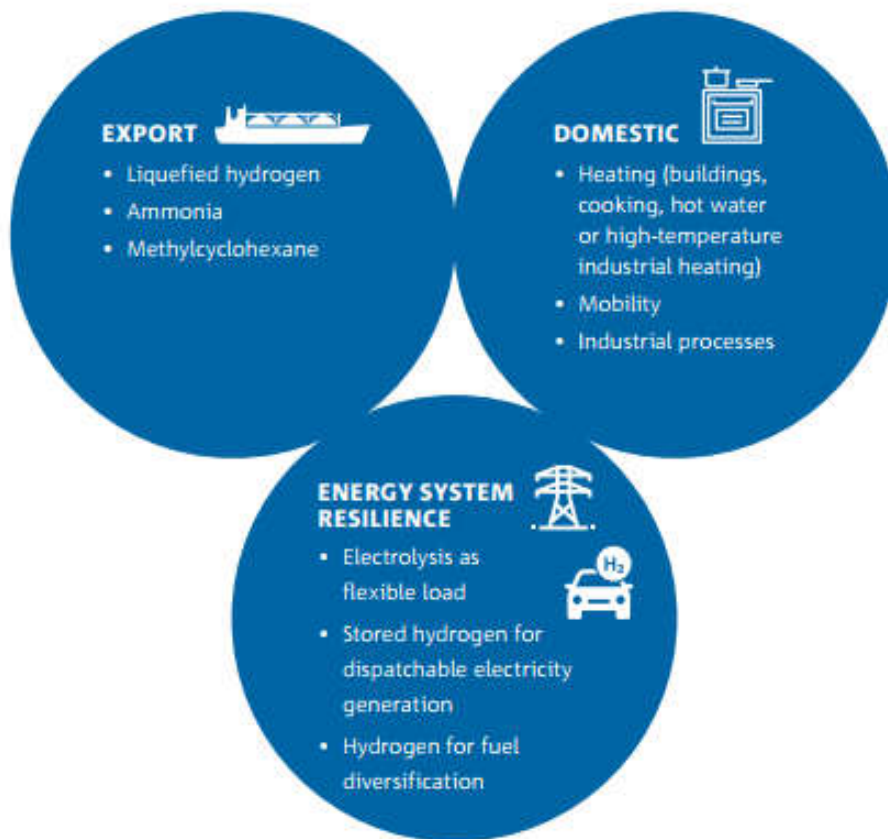 EXPORT
• Liquefied hydrogen
• Ammonia
• Methylcyclohexane
DOMESTIC
• Heating (buildings,
cooking, hot water
or high-temperature
industrial heating)
• Mobility
• Industrial processes
ENERGY SYSTEM
RESILIENCE
• Electrolysis as
flexible load
H₂
• Stored hydrogen for
dispatchable electricity
generation
• Hydrogen for fuel
diversification